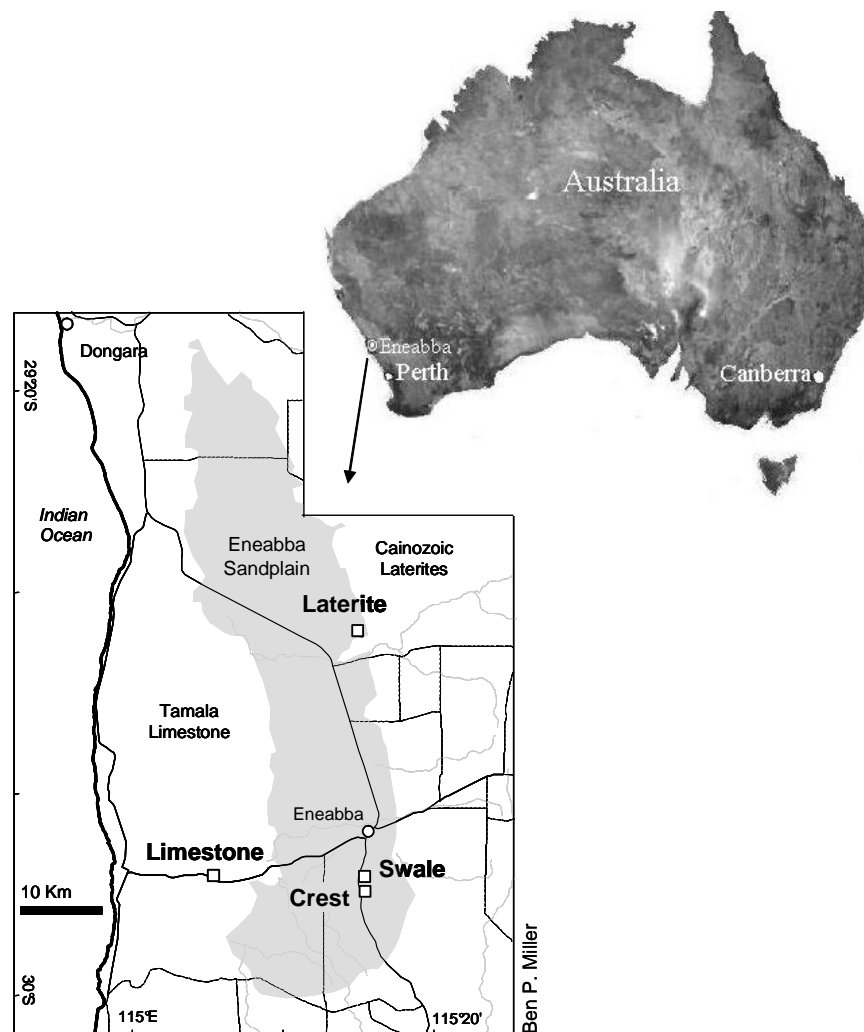 Australia
Eneabba
Perth
Canberra
Dongara
29°20'S
Indian
Ocean
Eneabba
Sandplain
Cainozoic
Laterites
Laterite
Tamala
Limestone
Eneabba
Limestone
Swale
Crest
10 Km
30°S
115°E
115°20'
Ben P. Miller